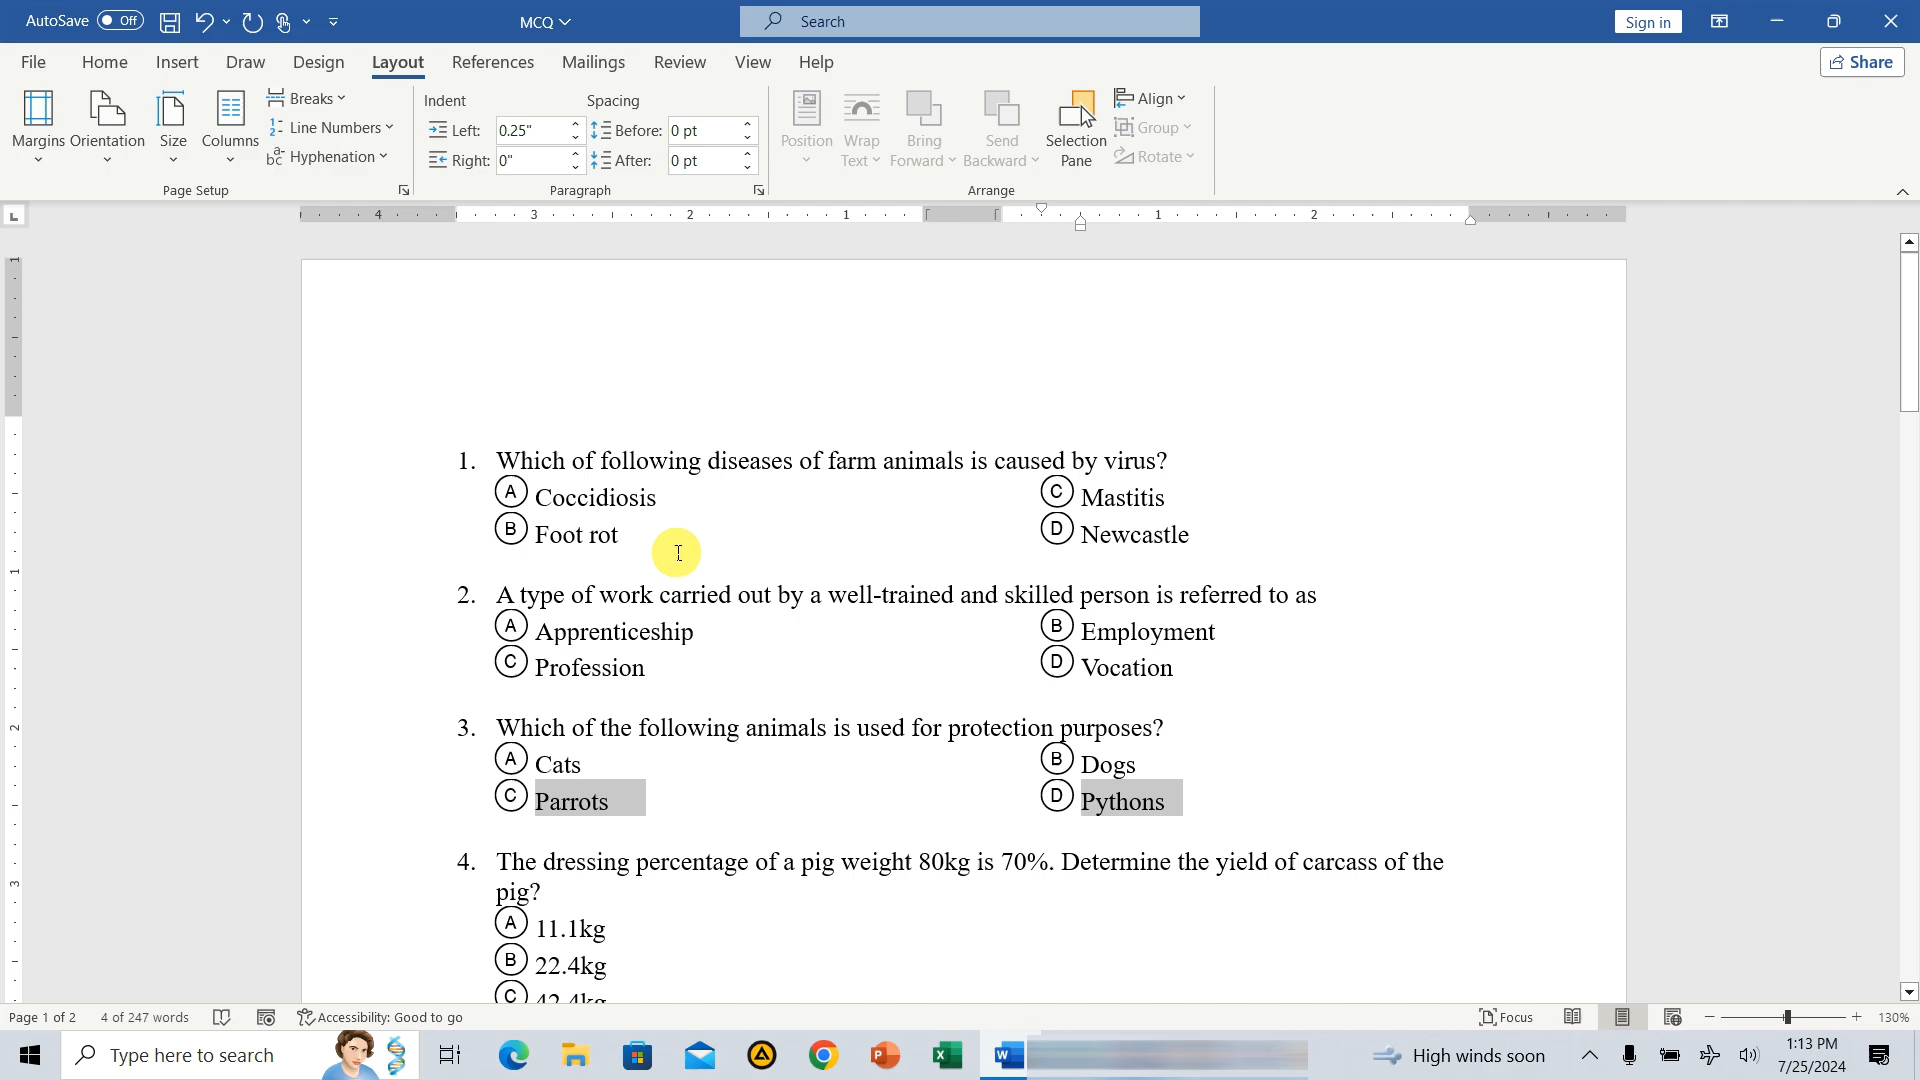 AutoSave Off MCQ Search Sign in
File Home Insert Draw Design Layout References Mailings Review View Help Share
Margins Orientation Size Columns
Breaks
Line Numbers
Hyphenation
Page Setup
Indent Spacing
Left: 0.25" Before: 0 pt
Right: 0" After: 0 pt
Paragraph
Position Wrap Text Bring Forward Send Backward Selection Pane
Align
Group
Rotate
Arrange
4 3 2 1 1 2
1. Which of following diseases of farm animals is caused by virus?
A Coccidiosis C Mastitis
B Foot rot D Newcastle
2. A type of work carried out by a well-trained and skilled person is referred to as
A Apprenticeship B Employment
C Profession D Vocation
3. Which of the following animals is used for protection purposes?
A Cats B Dogs
C Parrots D Pythons
4. The dressing percentage of a pig weight 80kg is 70%. Determine the yield of carcass of the
pig?
A 11.1kg
B 22.4kg
C 42.4kg
Page 1 of 2 4 of 247 words Accessibility: Good to go Focus 130%
Type here to search High winds soon 1:13 PM
7/25/2024